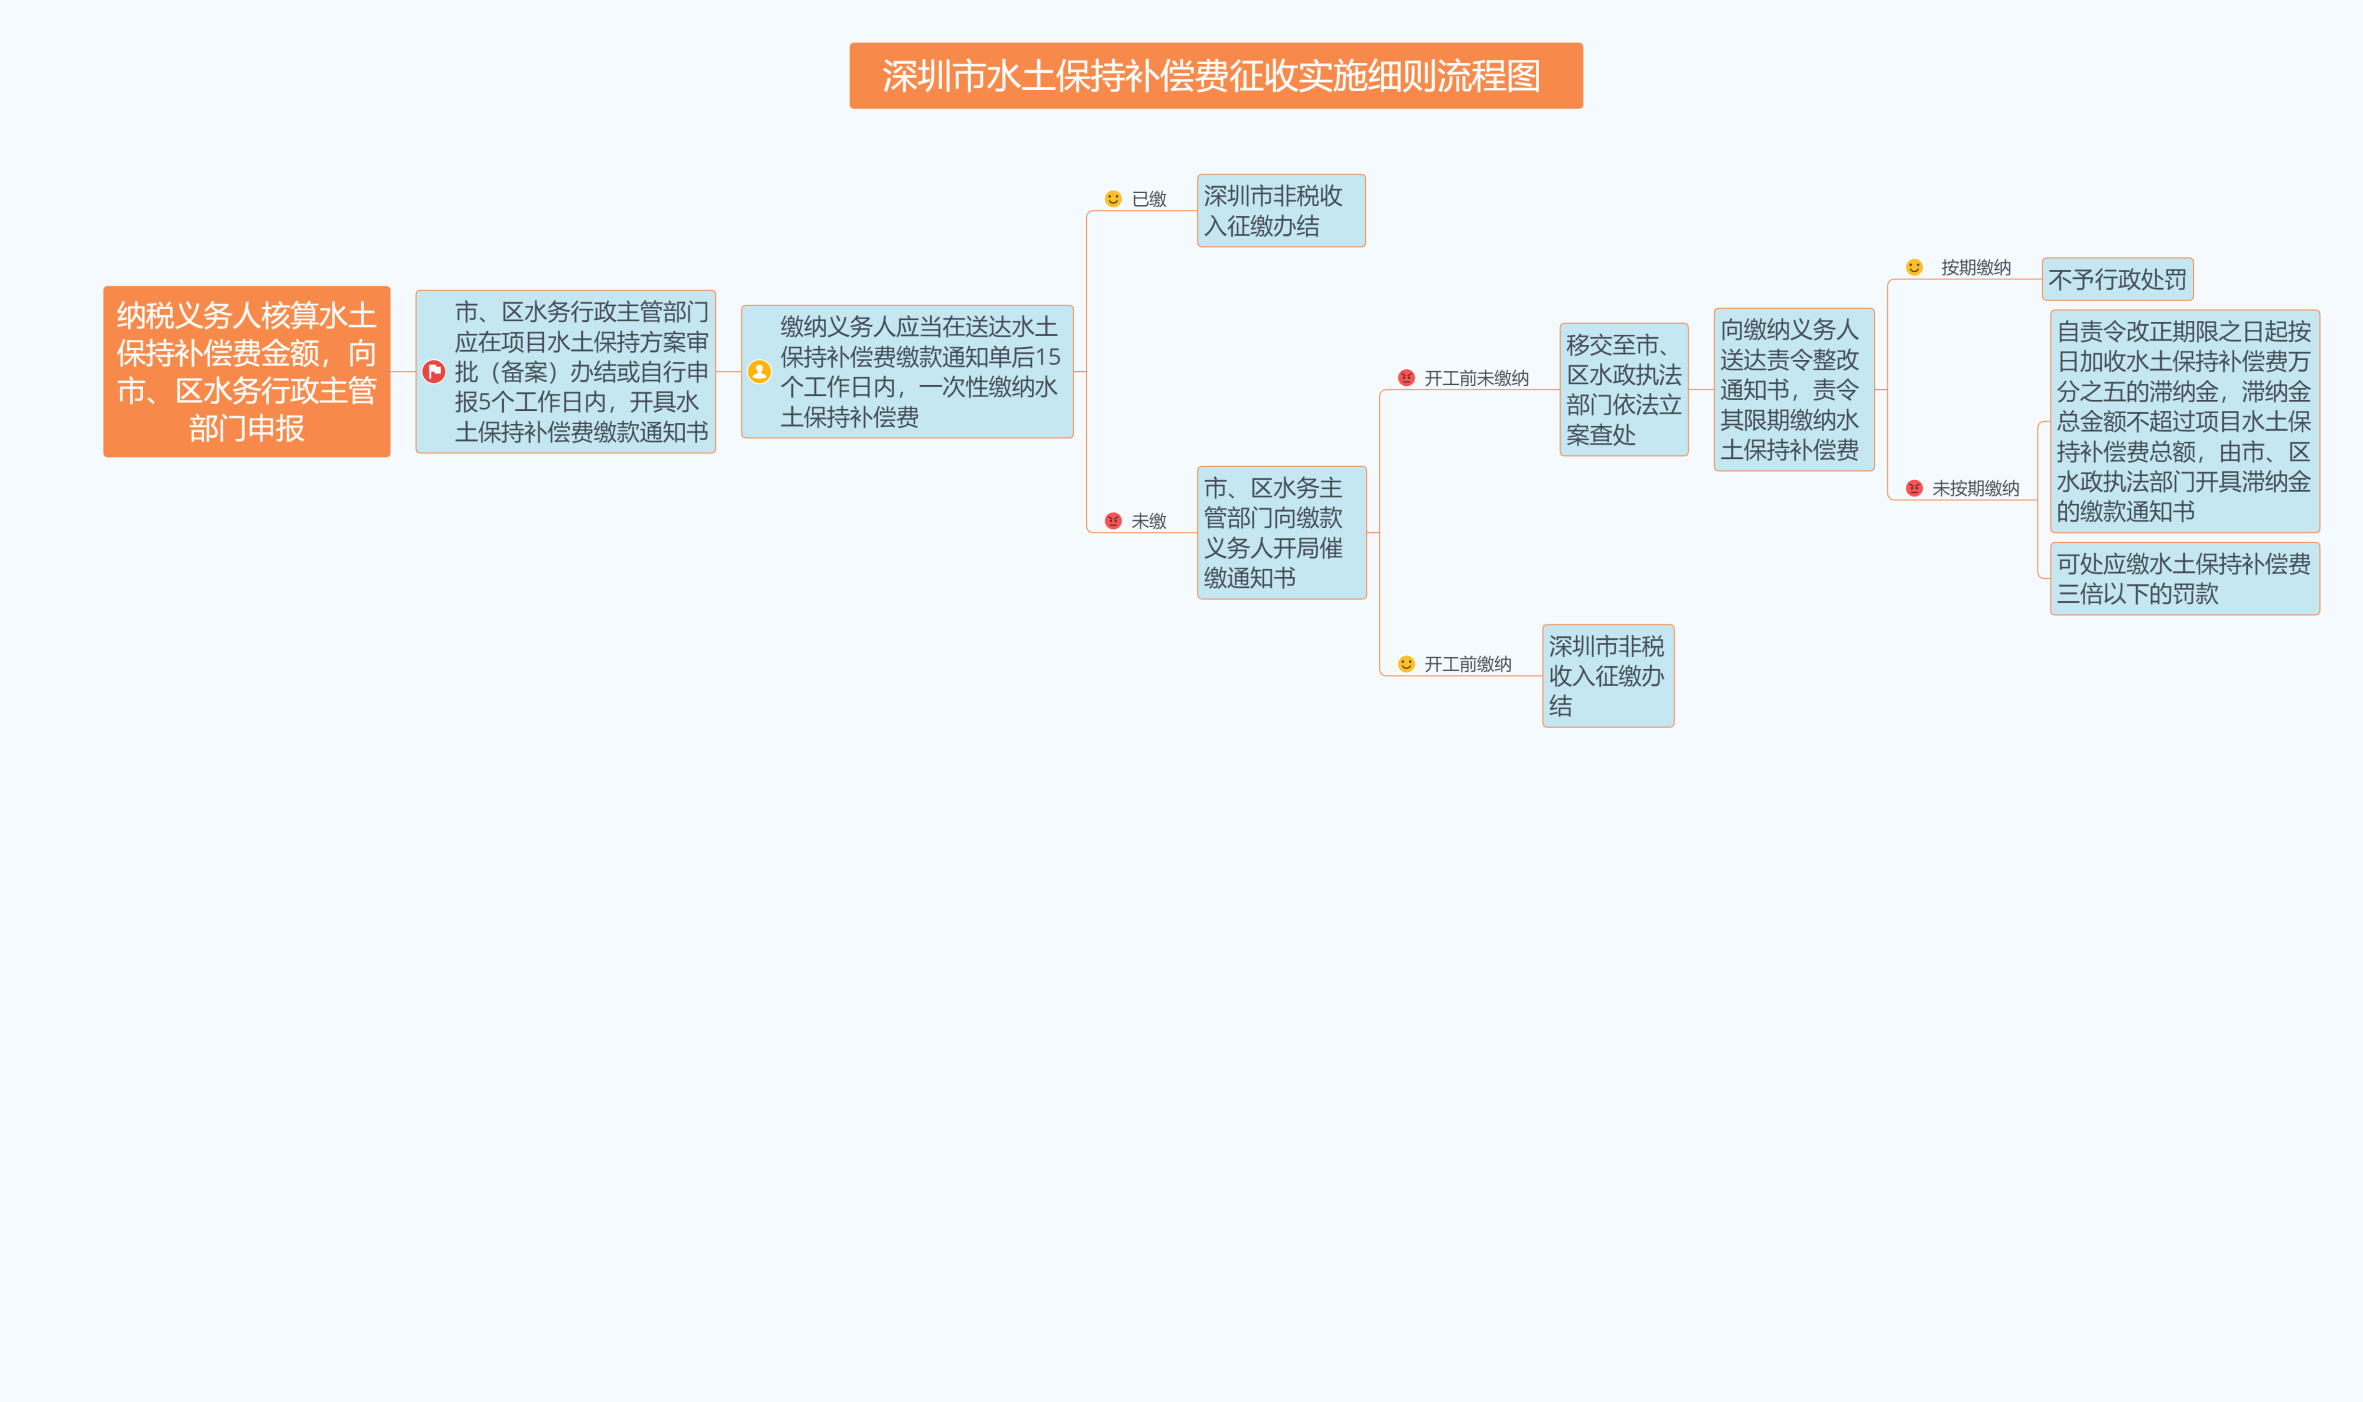 深圳市水土保持补偿费征收实施细则流程图
纳税义务人核算水土
保持补偿费金额，向
市、区水务行政主管
部门申报
市、区水务行政主管部门
应在项目水土保持方案审
批（备案）办结或自行申
报5个工作日内，开具水
土保持补偿费缴款通知书
缴纳义务人应当在送达水土
保持补偿费缴款通知单后15
个工作日内，一次性缴纳水
土保持补偿费
已缴
深圳市非税收
入征缴办结
未缴
市、区水务主
管部门向缴款
义务人开局催
缴通知书
开工前未缴纳
移交至市、
区水政执法
部门依法立
案查处
向缴纳义务人
送达责令整改
通知书，责令
其限期缴纳水
土保持补偿费
按期缴纳
不予行政处罚
未按期缴纳
自责令改正期限之日起按
日加收水土保持补偿费万
分之五的滞纳金，滞纳金
总金额不超过项目水土保
持补偿费总额，由市、区
水政执法部门开具滞纳金
的缴款通知书
可处应缴水土保持补偿费
三倍以下的罚款
开工前缴纳
深圳市非税
收入征缴办
结